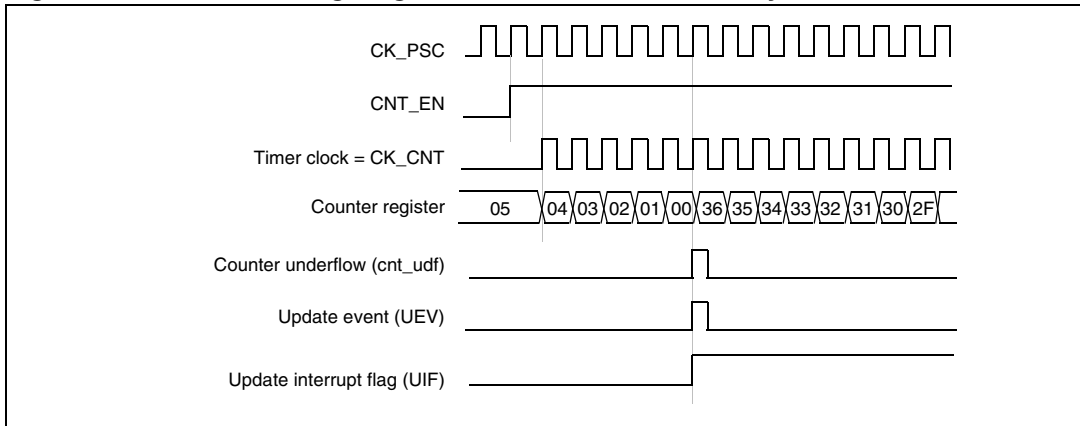 CK_PSC
CNT_EN
Timer clock = CK_CNT
Counter register 05 04 03 02 01 00 36 35 34 33 32 31 30 2F
Counter underflow (cnt_udf)
Update event (UEV)
Update interrupt flag (UIF)